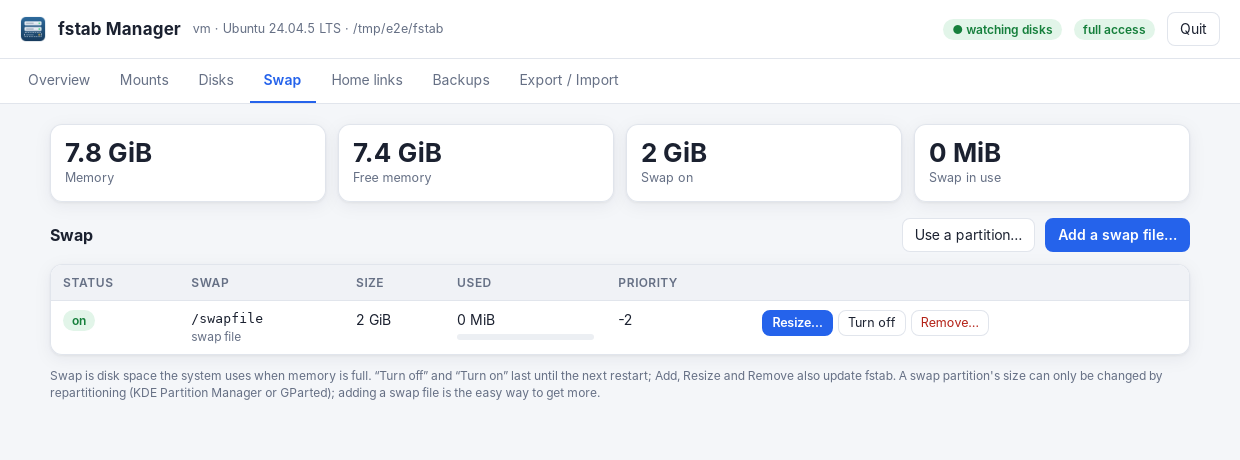 fstab Manager
vm · Ubuntu 24.04.5 LTS · /tmp/e2e/fstab
watching disks
full access
Quit
Overview
Mounts
Disks
Swap
Home links
Backups
Export / Import
7.8 GiB
Memory
7.4 GiB
Free memory
2 GiB
Swap on
0 MiB
Swap in use
Swap
Use a partition...
Add a swap file...
STATUS
SWAP
SIZE
USED
PRIORITY
on
/swapfile
swap file
2 GiB
0 MiB
-2
Resize...
Turn off
Remove...
Swap is disk space the system uses when memory is full. “Turn off” and “Turn on” last until the next restart; Add, Resize and Remove also update fstab. A swap partition's size can only be changed by
repartitioning (KDE Partition Manager or GParted); adding a swap file is the easy way to get more.